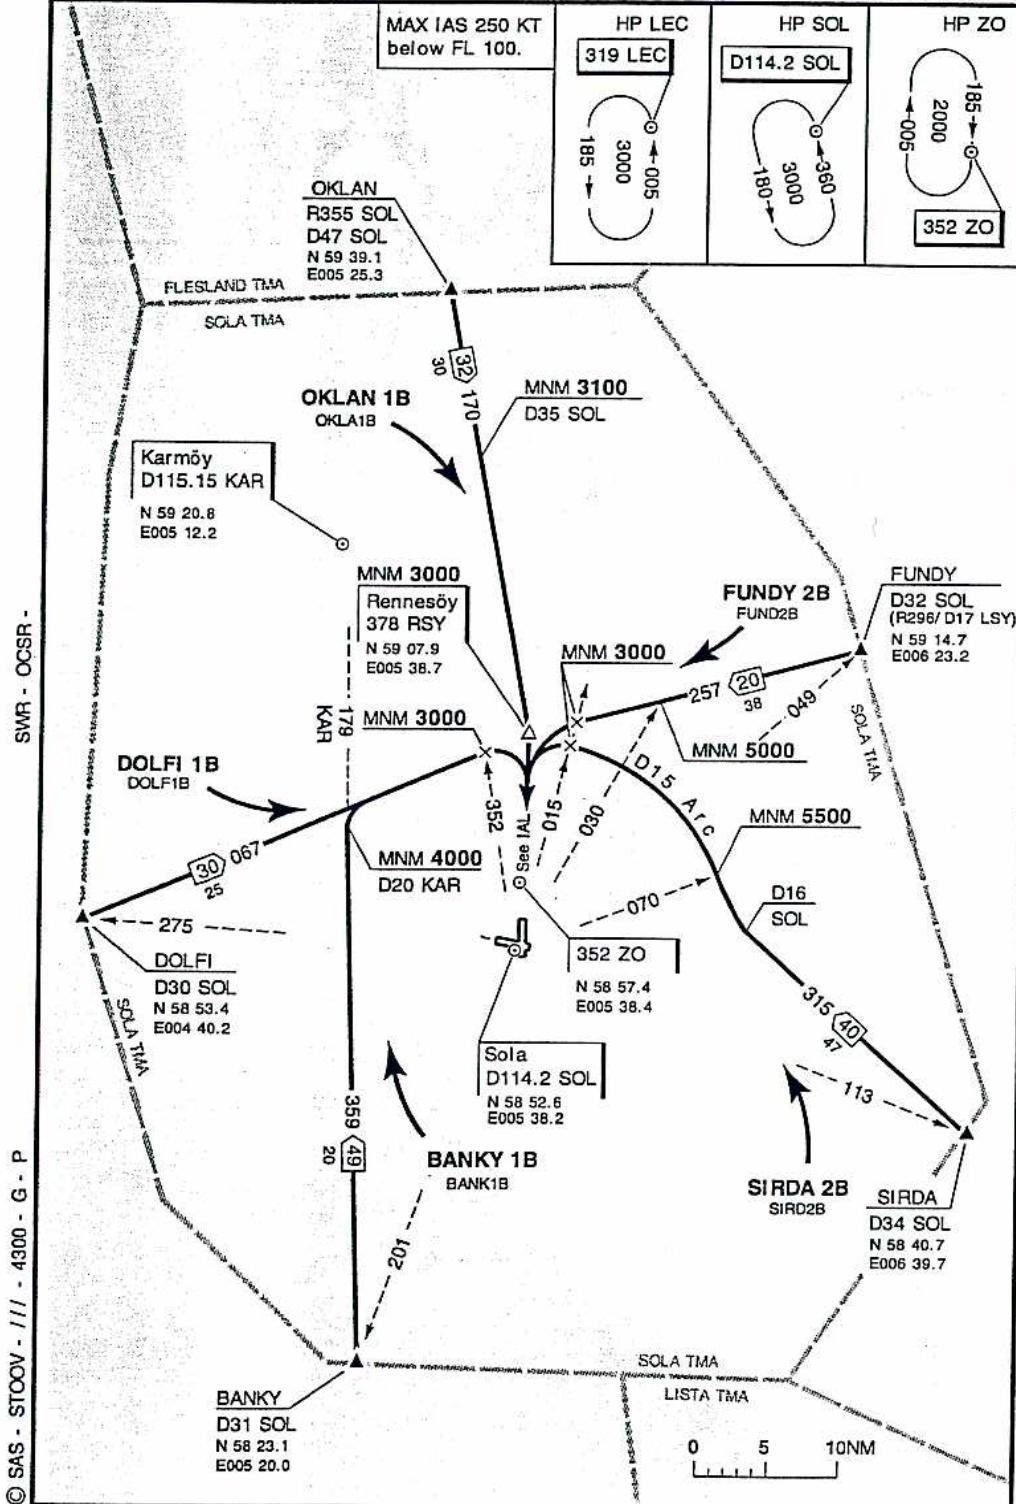 MAX IAS 250 KT
below FL 100.
HP LEC
319 LEC
185
3000
005
HP SOL
D114.2 SOL
180
3000
360
HP ZO
185
2000
005
352 ZO
OKLAN
R355 SOL
D47 SOL
N 59 39.1
E005 25.3
FLESLAND TMA
SOLA TMA
32
30
170
OKLAN 1B
OKLA1B
MNM 3100
D35 SOL
Karmöy
D115.15 KAR
N 59 20.8
E005 12.2
MNM 3000
Rennesöy
378 RSY
N 59 07.9
E005 38.7
FUNDY 2B
FUND2B
FUNDY
D32 SOL
(R296/ D17 LSY)
N 59 14.7
E006 23.2
MNM 3000
257
20
38
049
MNM 5000
SOLA TMA
179
KAR
MNM 3000
DOLFI 1B
DOLF1B
D15 Arc
352
See IAL
015
030
MNM 5500
MNM 4000
D20 KAR
30
067
25
070
D16
SOL
275
DOLFI
D30 SOL
N 58 53.4
E004 40.2
SOLA TMA
352 ZO
N 58 57.4
E005 38.4
315
40
47
Sola
D114.2 SOL
N 58 52.6
E005 38.2
113
359
49
20
BANKY 1B
BANK1B
201
SIRDA 2B
SIRD2B
SIRDA
D34 SOL
N 58 40.7
E006 39.7
SOLA TMA
LISTA TMA
BANKY
D31 SOL
N 58 23.1
E005 20.0
0 5 10NM
SWR - OCSR -
© SAS - STOOV - /// - 4300 - G - P